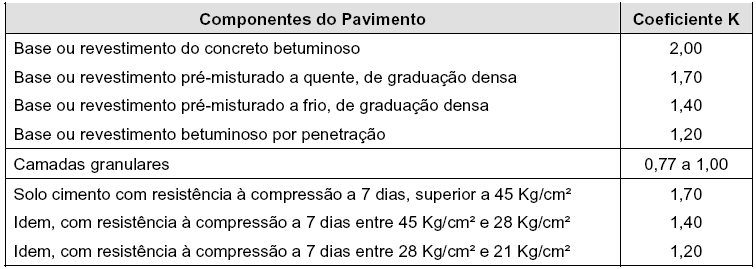 Componentes do Pavimento Coeficiente K
Base ou revestimento do concreto betuminoso 2,00
Base ou revestimento pré-misturado a quente, de graduação densa 1,70
Base ou revestimento pré-misturado a frio, de graduação densa 1,40
Base ou revestimento betuminoso por penetração 1,20
Camadas granulares 0,77 a 1,00
Solo cimento com resistência à compressão a 7 dias, superior a 45 Kg/cm² 1,70
Idem, com resistência à compressão a 7 dias entre 45 Kg/cm² e 28 Kg/cm² 1,40
Idem, com resistência à compressão a 7 dias entre 28 Kg/cm² e 21 Kg/cm² 1,20